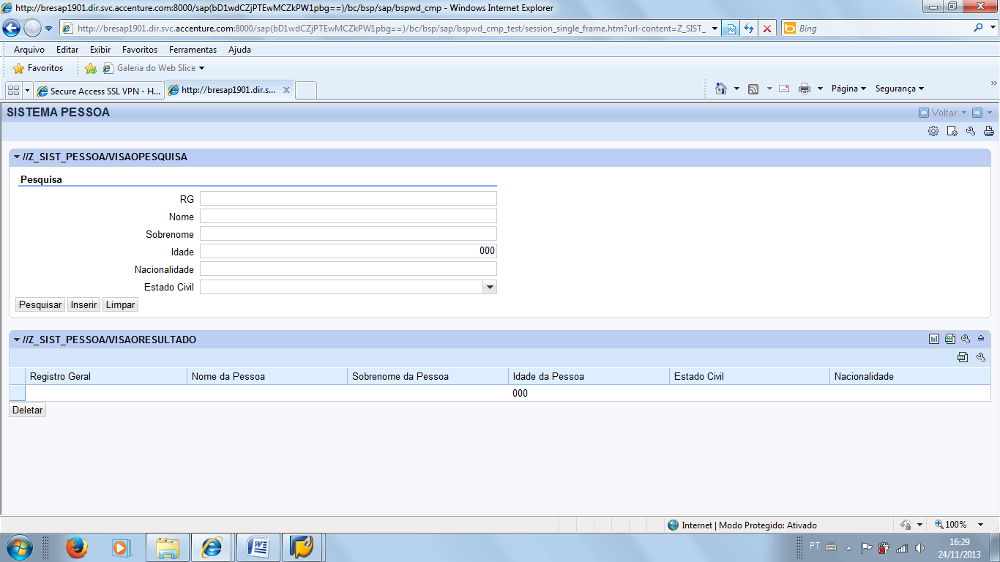 http://bresap1901.dir.svc.accenture.com:8000/sap(bD1wdCZjPTEwMCZkPW1pbg==)/bc/bsp/sap/bspwd_cmp - Windows Internet Explorer
http://bresap1901.dir.svc.accenture.com:8000/sap(bD1wdCZjPTEwMCZkPW1pbg==)/bc/bsp/sap/bspwd_cmp_test/session_single_frame.htm?url-content=Z_SIST_ Bing
Arquivo Editar Exibir Favoritos Ferramentas Ajuda
Favoritos Galeria do Web Slice
Secure Access SSL VPN - H... http://bresap1901.dir.s... Página Segurança
SISTEMA PESSOA Voltar
//Z_SIST_PESSOA/VISAOPESQUISA
Pesquisa
RG
Nome
Sobrenome
Idade 000
Nacionalidade
Estado Civil
Pesquisar Inserir Limpar
//Z_SIST_PESSOA/VISAORESULTADO
Registro Geral Nome da Pessoa Sobrenome da Pessoa Idade da Pessoa Estado Civil Nacionalidade
000
Deletar
Internet | Modo Protegido: Ativado 100%
PT 16:29
24/11/2013